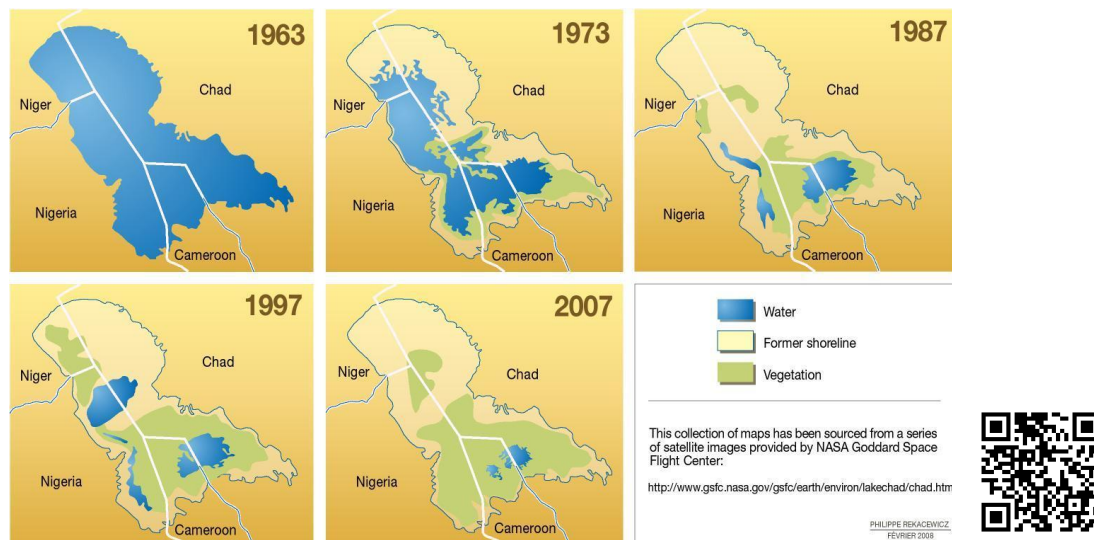 1963
Niger
Chad
Nigeria
Cameroon
1973
Niger
Chad
Nigeria
Cameroon
1987
Niger
Chad
Nigeria
Cameroon
1997
Niger
Chad
Nigeria
Cameroon
2007
Niger
Chad
Nigeria
Cameroon
Water
Former shoreline
Vegetation
This collection of maps has been sourced from a series
of satellite images provided by NASA Goddard Space
Flight Center:
http://www.gsfc.nasa.gov/gsfc/earth/environ/lakechad/chad.htm
PHILIPPE REKACEWICZ
FÉVRIER 2008